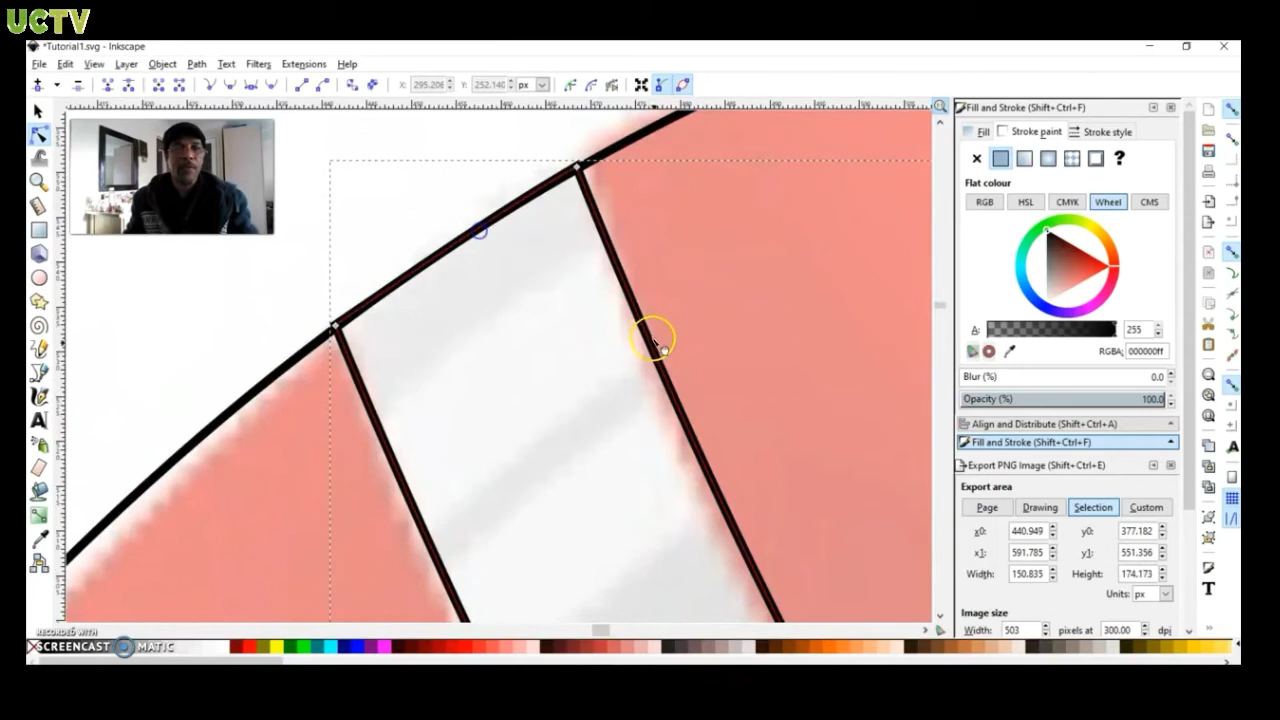 UCTV
*Tutorial1.svg - Inkscape
File Edit View Layer Object Path Text Filters Extensions Help
X: 295.206 Y: 252.140 px
Fill and Stroke (Shift+Ctrl+F)
Fill Stroke paint Stroke style
?
Flat colour
RGB HSL CMYK Wheel CMS
A: 255
RGBA: 000000ff
Blur (%) 0.0
Opacity (%) 100.0
Align and Distribute (Shift+Ctrl+A)
Fill and Stroke (Shift+Ctrl+F)
Export PNG Image (Shift+Ctrl+E)
Export area
Page Drawing Selection Custom
x0: 440.949 y0: 377.182
x1: 591.785 y1: 551.356
Width: 150.835 Height: 174.173
Units: px
Image size
Width: 503 pixels at 300.00 dpi
RECORDED WITH
SCREENCAST MATIC